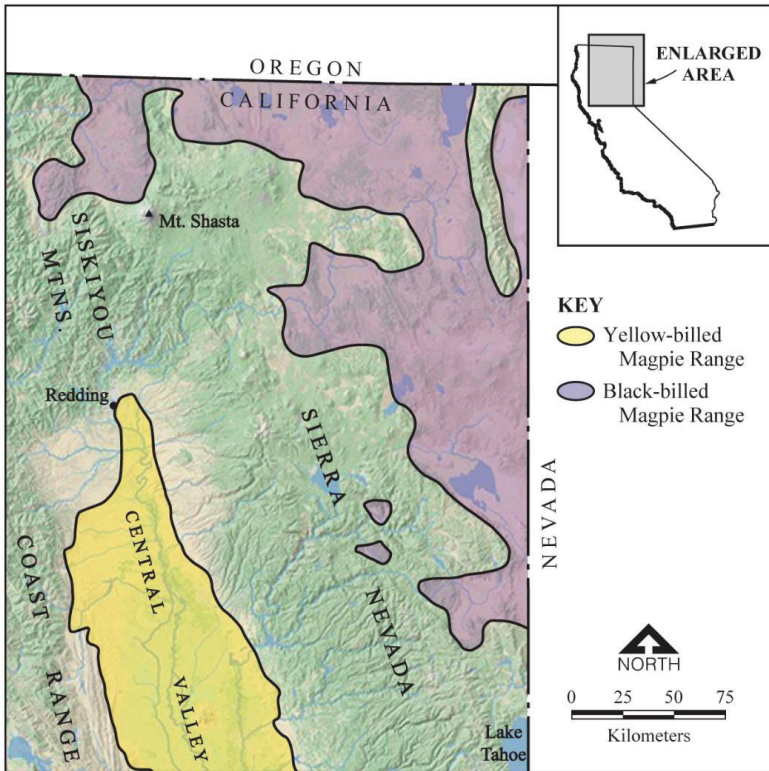 OREGON
CALIFORNIA
ENLARGED
AREA
Mt. Shasta
SISKIYOU
MTNS.
KEY
Yellow-billed
Magpie Range
Black-billed
Magpie Range
Redding
SIERRA
NEVADA
NEVADA
CENTRAL
VALLEY
COAST
RANGE
NORTH
0 25 50 75
Kilometers
Lake
Tahoe